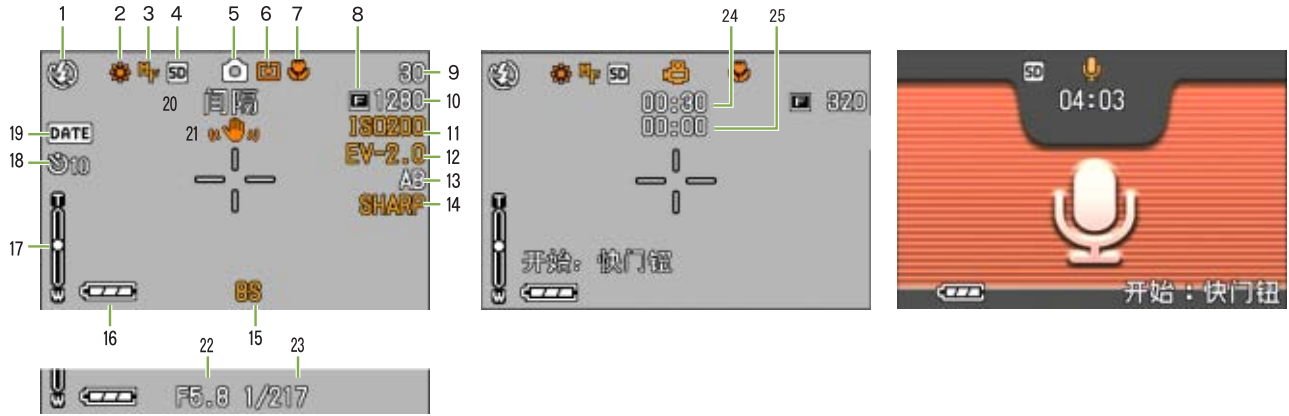 1 2 3 4 5 6 7 8
MF SD 30 9
20 间隔 F 1280 10
19 DATE 21 ISO200 11
18 10 EV-2.0 12
AB 13
T SHARP 14
17
W 8S
16 15
22 23
W F5.8 1/217
24 25
MF SD
00:30 F 320
00:00
T
开始：快门钮
W
SD
04:03
开始：快门钮